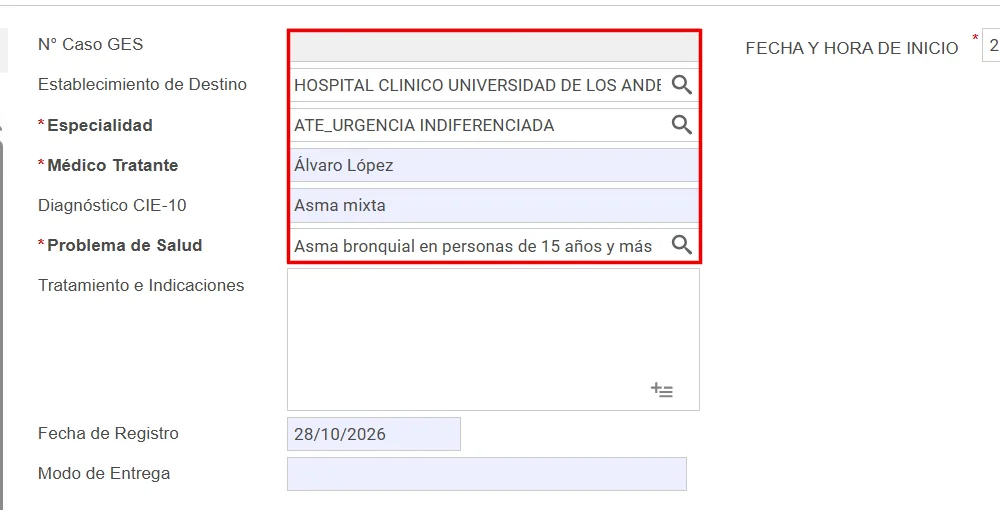 N° Caso GES
FECHA Y HORA DE INICIO * 2
Establecimiento de Destino HOSPITAL CLINICO UNIVERSIDAD DE LOS ANDE
*Especialidad ATE_URGENCIA INDIFERENCIADA
*Médico Tratante Álvaro López
Diagnóstico CIE-10 Asma mixta
*Problema de Salud Asma bronquial en personas de 15 años y más
Tratamiento e Indicaciones
Fecha de Registro 28/10/2026
Modo de Entrega